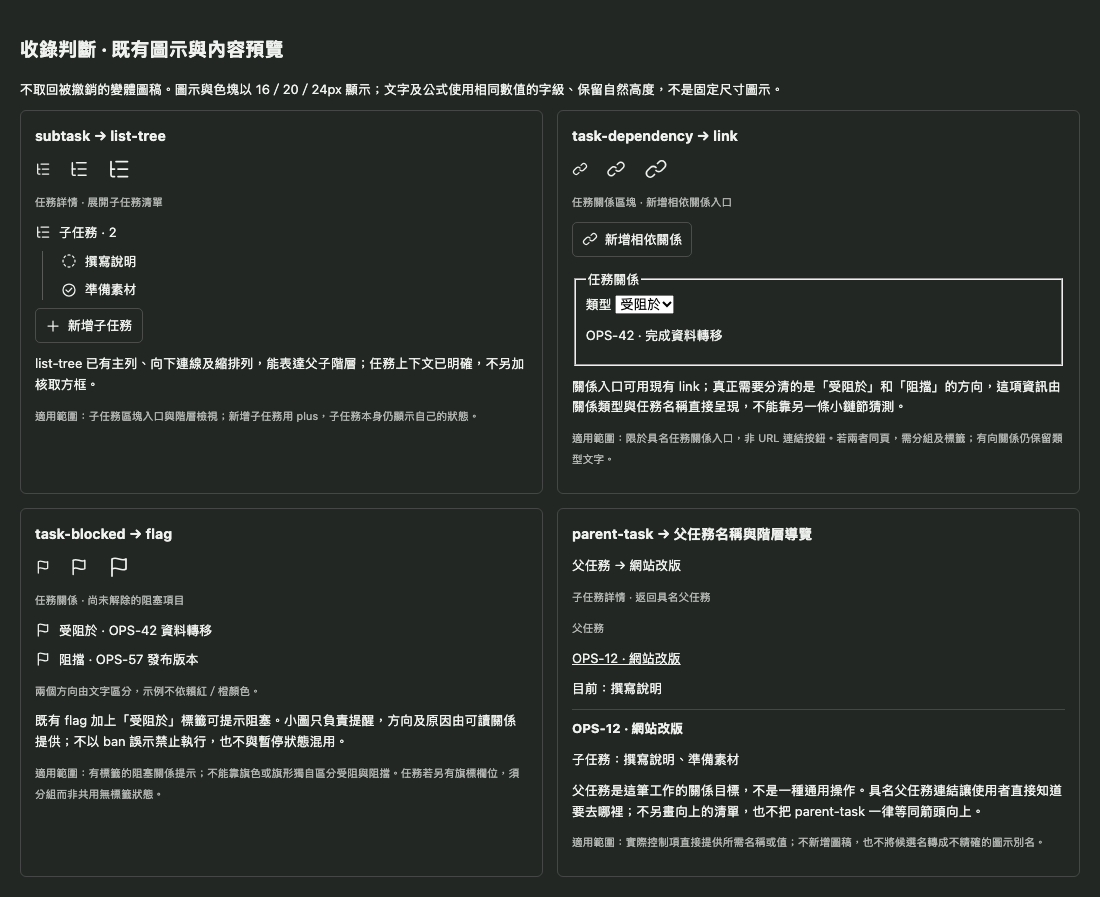 收錄判斷 · 既有圖示與內容預覽
不取回被撤銷的變體圖稿。圖示與色塊以 16 / 20 / 24px 顯示；文字及公式使用相同數值的字級、保留自然高度，不是固定尺寸圖示。
subtask → list-tree
任務詳情 · 展開子任務清單
子任務 · 2
撰寫說明
準備素材
新增子任務
list-tree 已有主列、向下連線及縮排列，能表達父子階層；任務上下文已明確，不另加
核取方框。
適用範圍：子任務區塊入口與階層檢視；新增子任務用 plus，子任務本身仍顯示自己的狀態。
task-dependency → link
任務關係區塊 · 新增相依關係入口
新增相依關係
任務關係
類型 受阻於
OPS-42 · 完成資料轉移
關係入口可用現有 link；真正需要分清的是「受阻於」和「阻擋」的方向，這項資訊由
關係類型與任務名稱直接呈現，不能靠另一條小鏈節猜測。
適用範圍：限於具名任務關係入口，非 URL 連結按鈕。若兩者同頁，需分組及標籤；有向關係仍保留類
型文字。
task-blocked → flag
任務關係 · 尚未解除的阻塞項目
受阻於 · OPS-42 資料轉移
阻擋 · OPS-57 發布版本
兩個方向由文字區分，示例不依賴紅 / 橙顏色。
既有 flag 加上「受阻於」標籤可提示阻塞。小圖只負責提醒，方向及原因由可讀關係
提供；不以 ban 誤示禁止執行，也不與暫停狀態混用。
適用範圍：有標籤的阻塞關係提示；不能靠旗色或旗形獨自區分受阻與阻擋。任務若另有旗標欄位，須
分組而非共用無標籤狀態。
parent-task → 父任務名稱與階層導覽
父任務 → 網站改版
子任務詳情 · 返回具名父任務
父任務
OPS-12 · 網站改版
目前：撰寫說明
OPS-12 · 網站改版
子任務：撰寫說明、準備素材
父任務是這筆工作的關係目標，不是一種通用操作。具名父任務連結讓使用者直接知道
要去哪裡；不另畫向上的清單，也不把 parent-task 一律等同箭頭向上。
適用範圍：實際控制項直接提供所需名稱或值；不新增圖稿，也不將候選名轉成不精確的圖示別名。